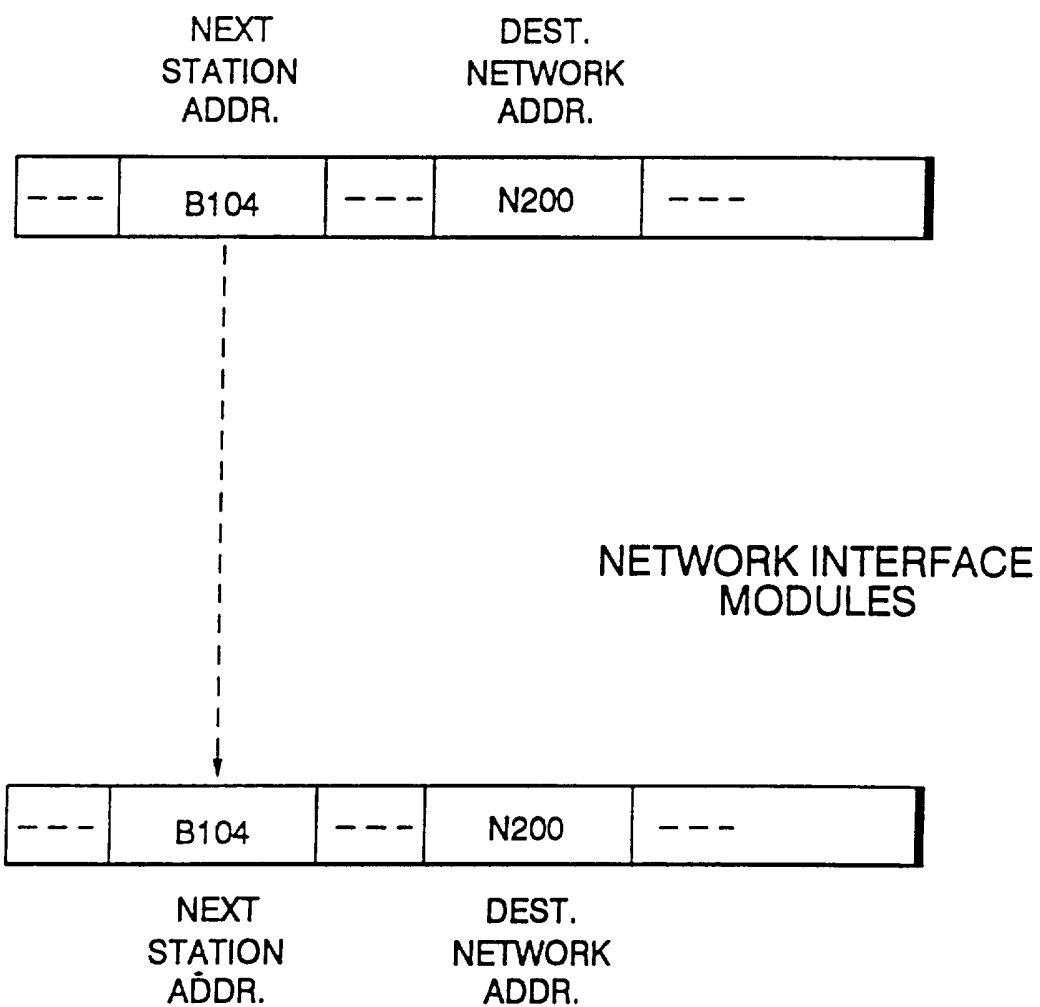 NEXT DEST.
STATION NETWORK
ADDR. ADDR.
--- B104 --- N200 ---
NETWORK INTERFACE
MODULES
--- B104 --- N200 ---
NEXT DEST.
STATION NETWORK
ADDR. ADDR.